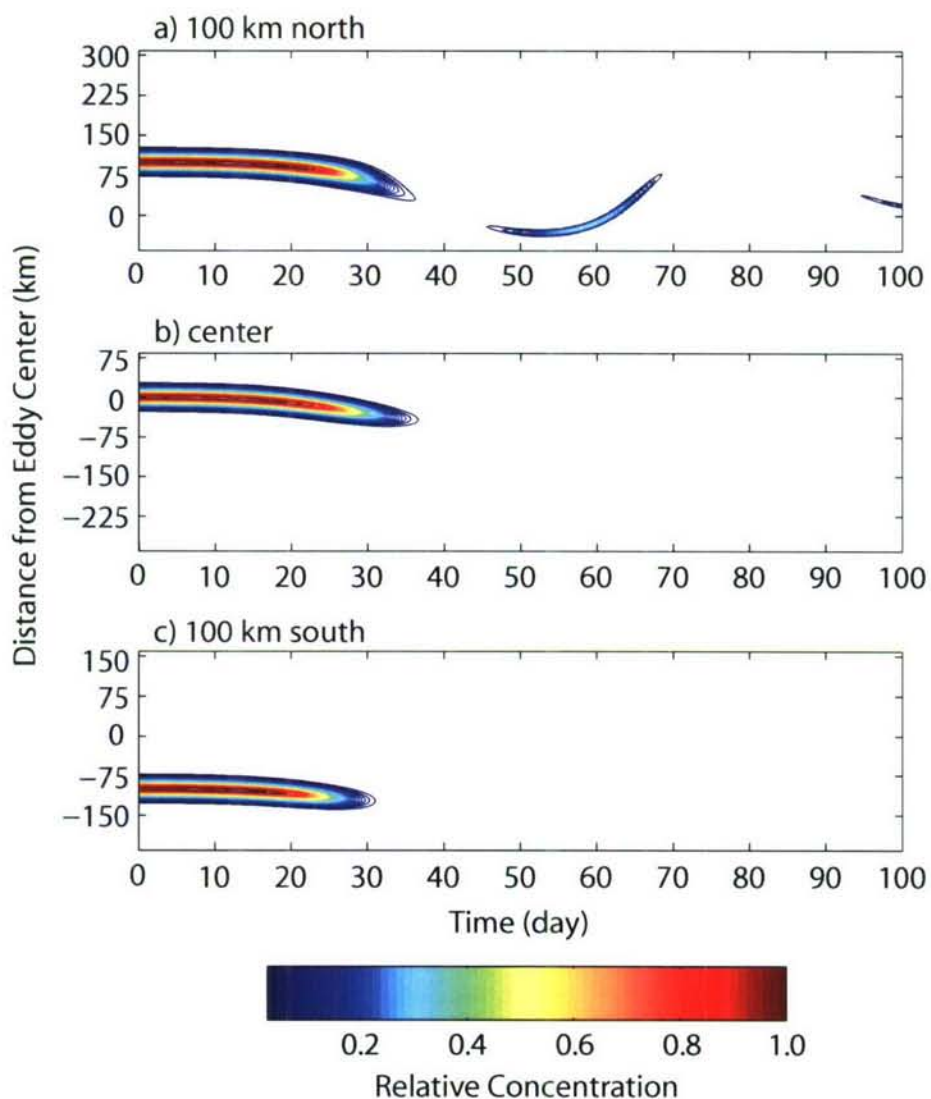 a) 100 km north
300
225
150
75
0
0 10 20 30 40 50 60 70 80 90 100
b) center
75
0
−75
−150
−225
0 10 20 30 40 50 60 70 80 90 100
c) 100 km south
150
75
0
−75
−150
0 10 20 30 40 50 60 70 80 90 100
Distance from Eddy Center (km)
Time (day)
0.2 0.4 0.6 0.8 1.0
Relative Concentration